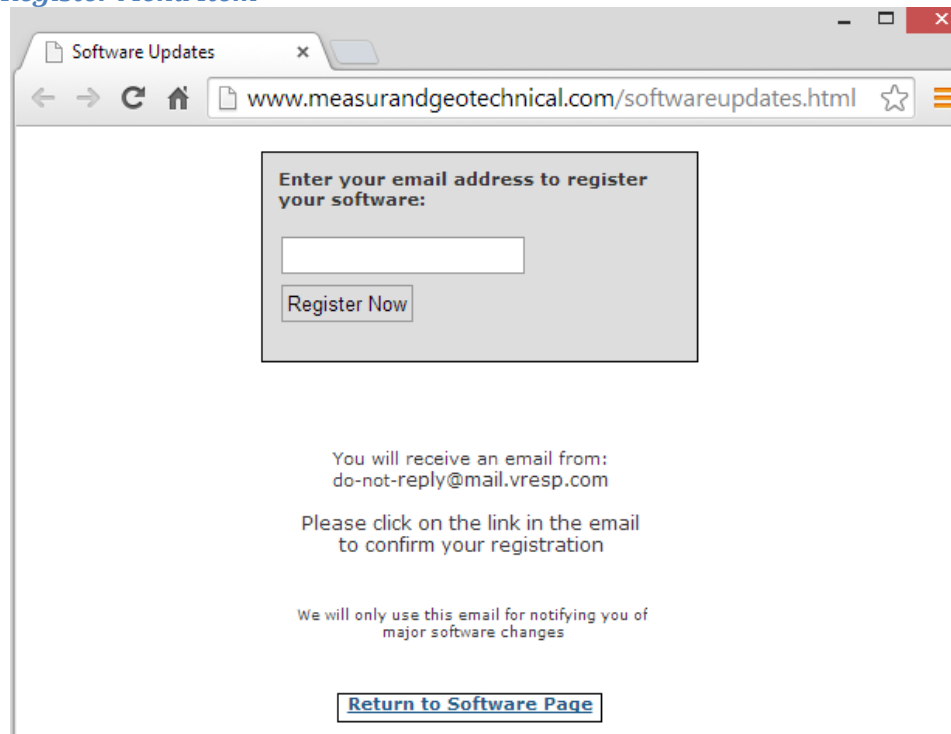 Register Menu Item
Software Updates
www.measurandgeotechnical.com/softwareupdates.html
Enter your email address to register
your software:
Register Now
You will receive an email from:
do-not-reply@mail.vresp.com
Please click on the link in the email
to confirm your registration
We will only use this email for notifying you of
major software changes
Return to Software Page